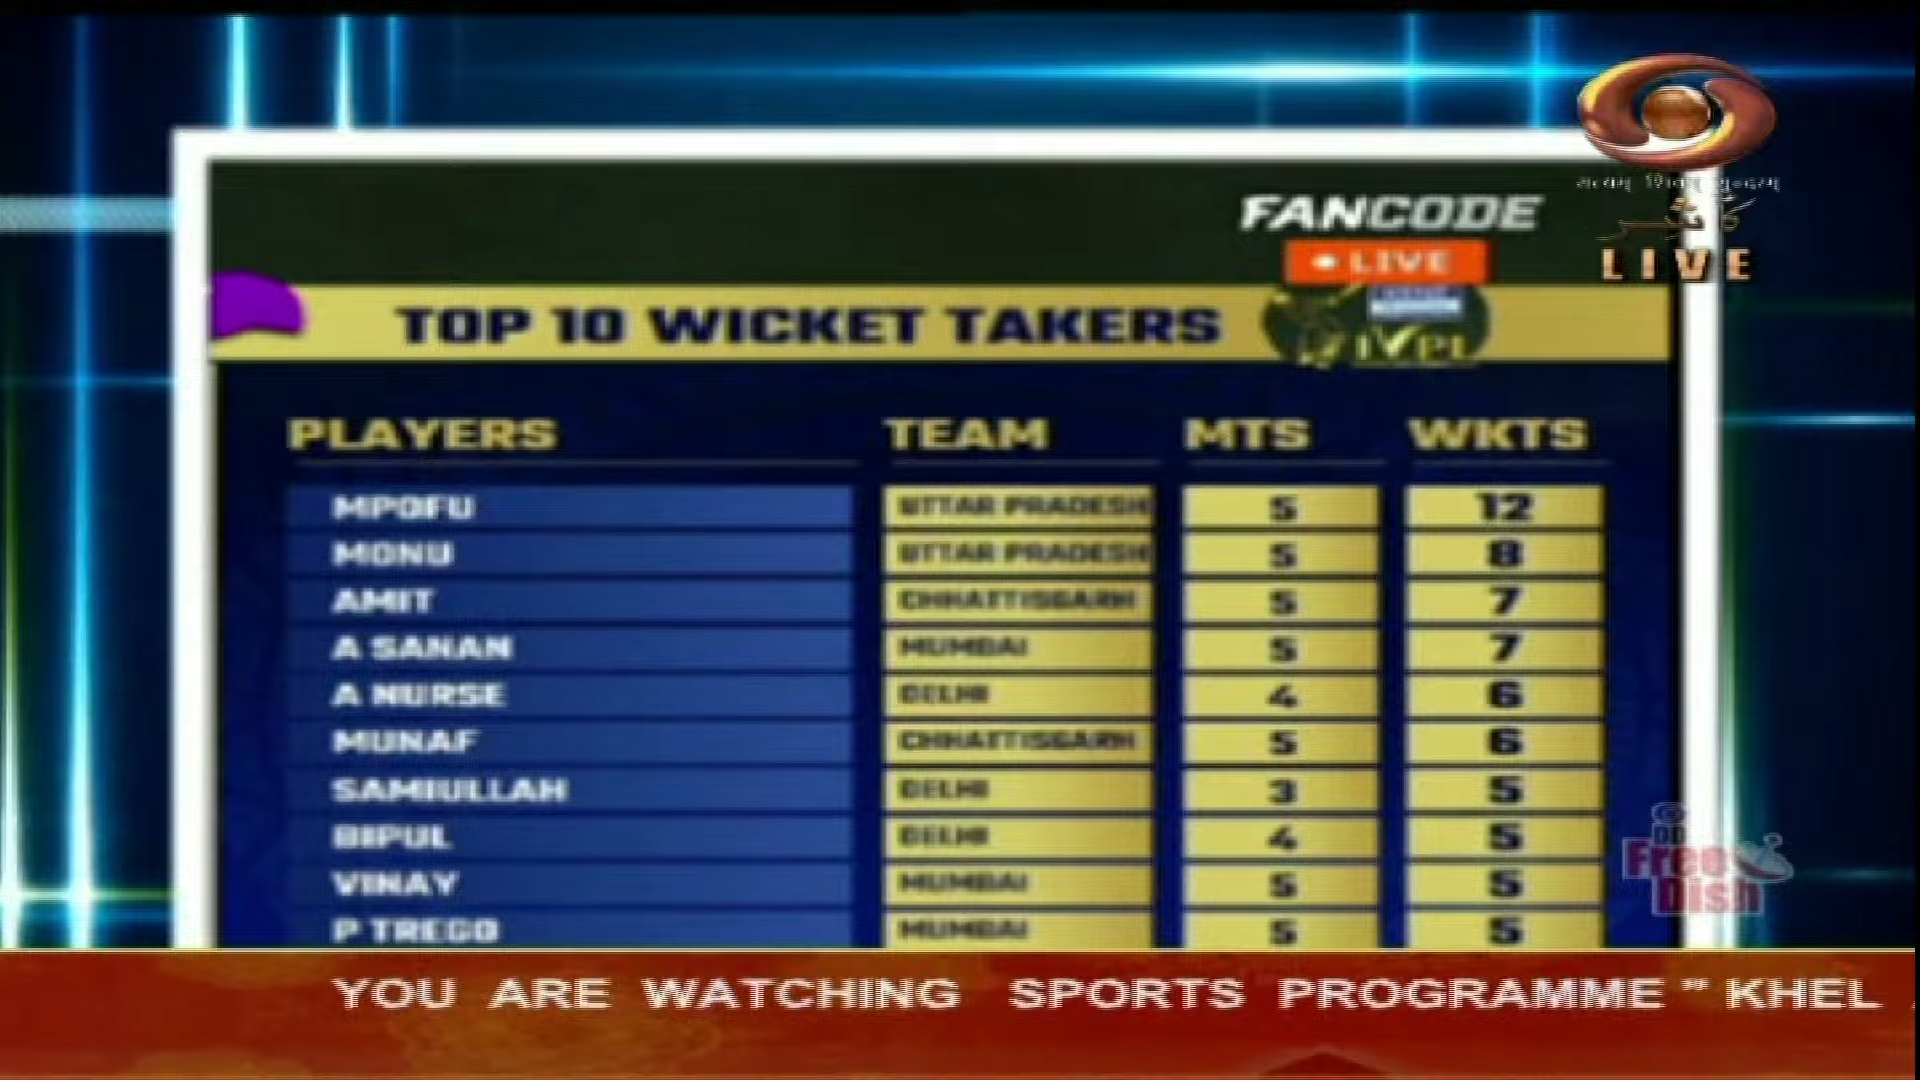 FANCODE
LIVE
LIVE
TOP 10 WICKET TAKERS
IVPL
PLAYERS TEAM MTS WKTS
MPOFU UTTAR PRADESH 5 12
MONU UTTAR PRADESH 5 8
AMIT CHHATTISGARH 5 7
A SANAN MUMBAI 5 7
A NURSE DELHI 4 6
MUNAF CHHATTISGARH 5 6
SAMIULLAH DELHI 3 5
BIPUL DELHI 4 5
VINAY MUMBAI 5 5
P TREGO MUMBAI 5 5
DD
Free
Dish
YOU ARE WATCHING SPORTS PROGRAMME " KHEL